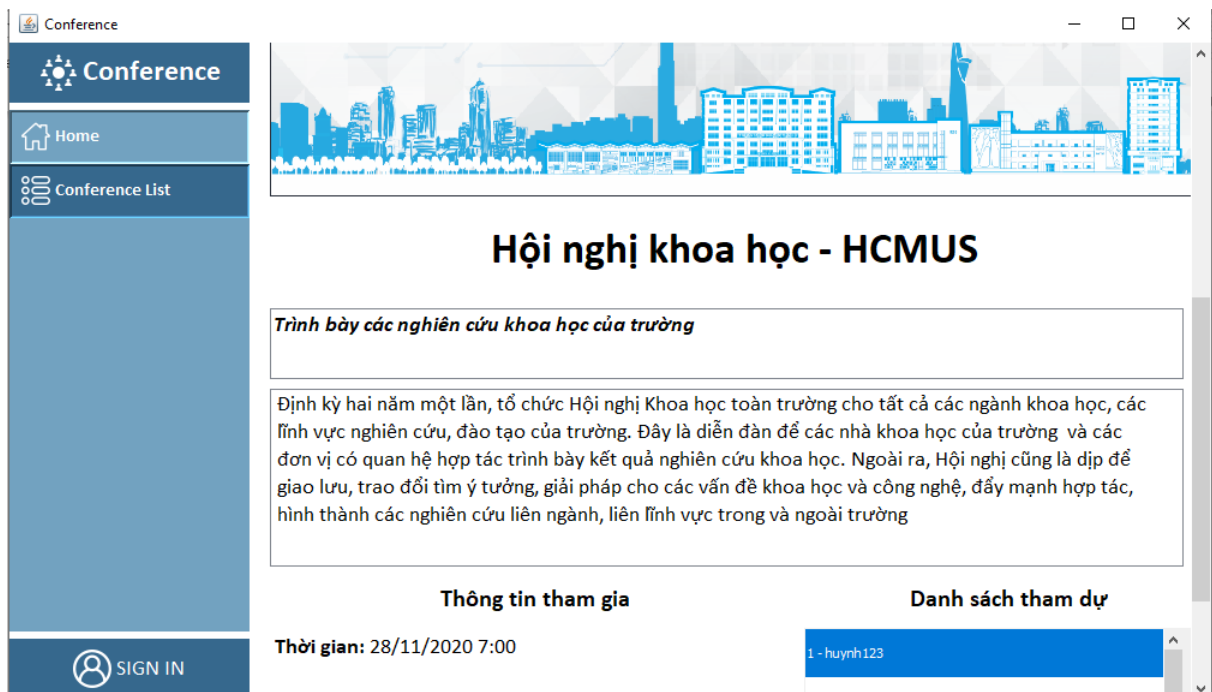 Conference
Conference
Home
Conference List
Hội nghị khoa học - HCMUS
Trình bày các nghiên cứu khoa học của trường
Định kỳ hai năm một lần, tổ chức Hội nghị Khoa học toàn trường cho tất cả các ngành khoa học, các
lĩnh vực nghiên cứu, đào tạo của trường. Đây là diễn đàn để các nhà khoa học của trường  và các
đơn vị có quan hệ hợp tác trình bày kết quả nghiên cứu khoa học. Ngoài ra, Hội nghị cũng là dịp để
giao lưu, trao đổi tìm ý tưởng, giải pháp cho các vấn đề khoa học và công nghệ, đẩy mạnh hợp tác,
hình thành các nghiên cứu liên ngành, liên lĩnh vực trong và ngoài trường
Thông tin tham gia
Danh sách tham dự
Thời gian: 28/11/2020 7:00
1 - huynh123
SIGN IN